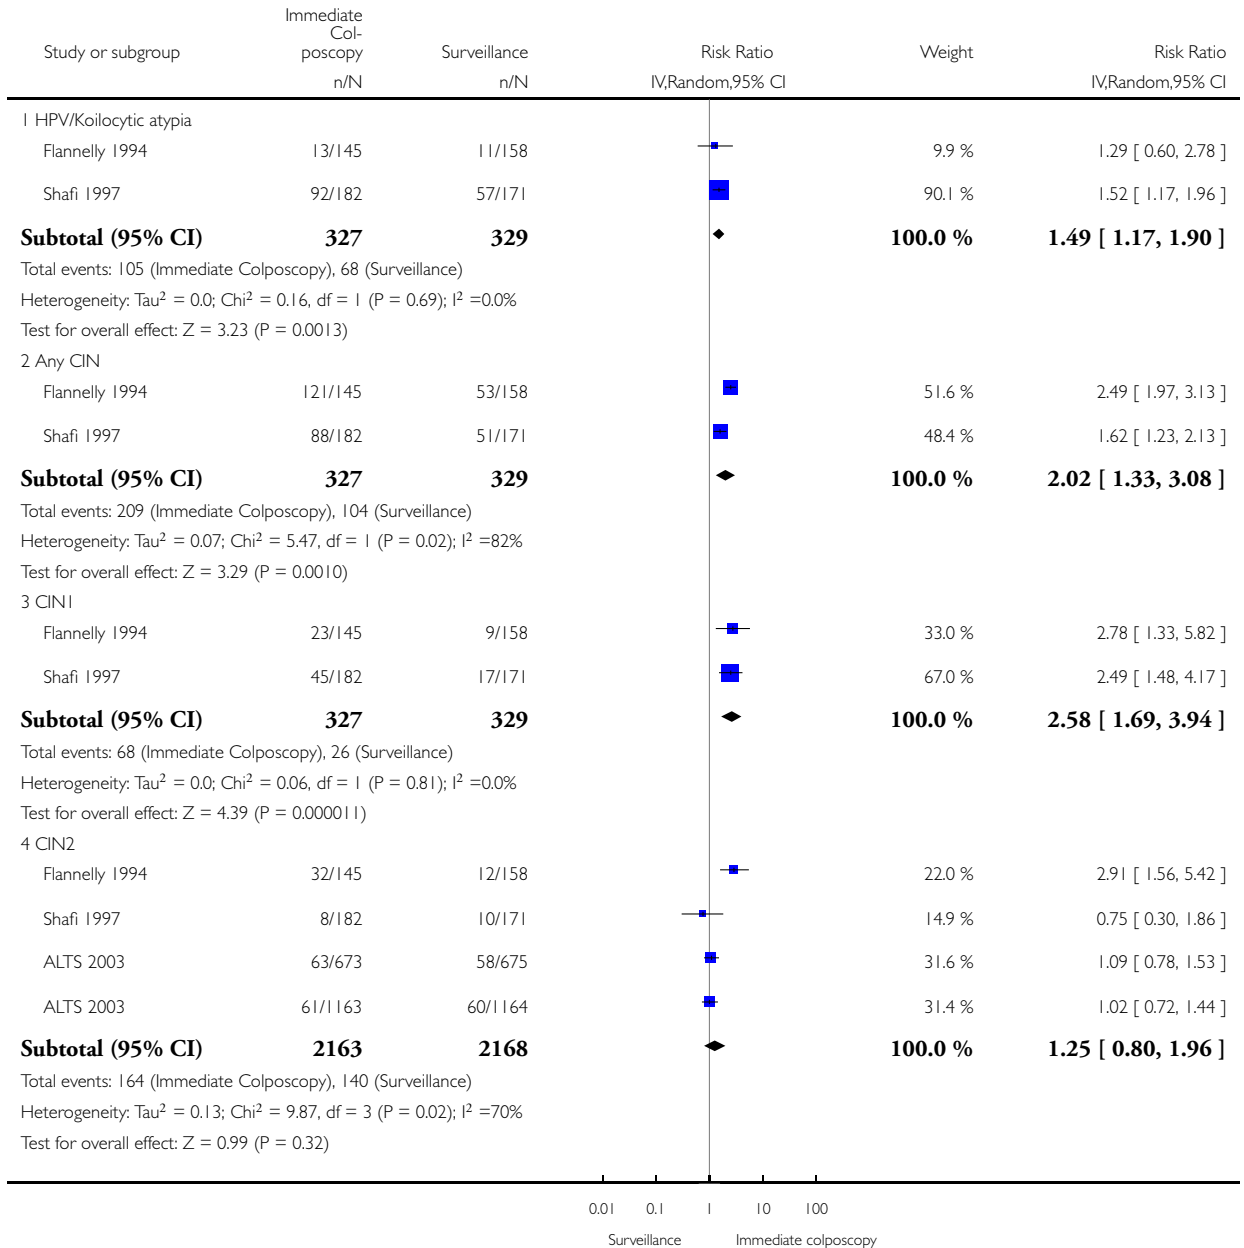 Immediate
Col-
Study or subgroup poscopy Surveillance Risk Ratio Weight Risk Ratio
n/N n/N IV,Random,95% CI IV,Random,95% CI
1 HPV/Koilocytic atypia
Flannelly 1994 13/145 11/158 9.9 % 1.29 [ 0.60, 2.78 ]
Shafi 1997 92/182 57/171 90.1 % 1.52 [ 1.17, 1.96 ]
Subtotal (95% CI) 327 329 100.0 % 1.49 [ 1.17, 1.90 ]
Total events: 105 (Immediate Colposcopy), 68 (Surveillance)
Heterogeneity: Tau² = 0.0; Chi² = 0.16, df = 1 (P = 0.69); I² =0.0%
Test for overall effect: Z = 3.23 (P = 0.0013)
2 Any CIN
Flannelly 1994 121/145 53/158 51.6 % 2.49 [ 1.97, 3.13 ]
Shafi 1997 88/182 51/171 48.4 % 1.62 [ 1.23, 2.13 ]
Subtotal (95% CI) 327 329 100.0 % 2.02 [ 1.33, 3.08 ]
Total events: 209 (Immediate Colposcopy), 104 (Surveillance)
Heterogeneity: Tau² = 0.07; Chi² = 5.47, df = 1 (P = 0.02); I² =82%
Test for overall effect: Z = 3.29 (P = 0.0010)
3 CIN1
Flannelly 1994 23/145 9/158 33.0 % 2.78 [ 1.33, 5.82 ]
Shafi 1997 45/182 17/171 67.0 % 2.49 [ 1.48, 4.17 ]
Subtotal (95% CI) 327 329 100.0 % 2.58 [ 1.69, 3.94 ]
Total events: 68 (Immediate Colposcopy), 26 (Surveillance)
Heterogeneity: Tau² = 0.0; Chi² = 0.06, df = 1 (P = 0.81); I² =0.0%
Test for overall effect: Z = 4.39 (P = 0.000011)
4 CIN2
Flannelly 1994 32/145 12/158 22.0 % 2.91 [ 1.56, 5.42 ]
Shafi 1997 8/182 10/171 14.9 % 0.75 [ 0.30, 1.86 ]
ALTS 2003 63/673 58/675 31.6 % 1.09 [ 0.78, 1.53 ]
ALTS 2003 61/1163 60/1164 31.4 % 1.02 [ 0.72, 1.44 ]
Subtotal (95% CI) 2163 2168 100.0 % 1.25 [ 0.80, 1.96 ]
Total events: 164 (Immediate Colposcopy), 140 (Surveillance)
Heterogeneity: Tau² = 0.13; Chi² = 9.87, df = 3 (P = 0.02); I² =70%
Test for overall effect: Z = 0.99 (P = 0.32)
0.01 0.1 1 10 100
Surveillance Immediate colposcopy